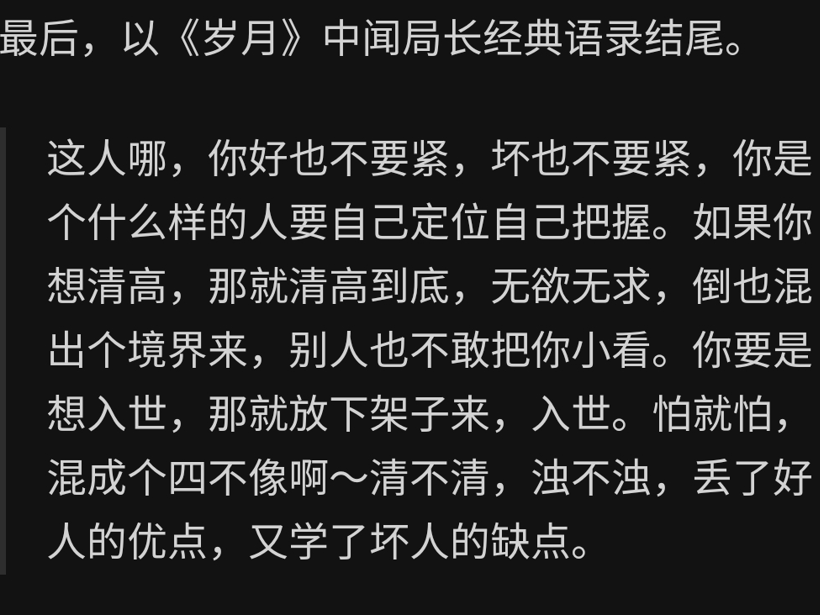 最后，以《岁月》中闻局长经典语录结尾。
这人哪，你好也不要紧，坏也不要紧，你是
个什么样的人要自己定位自己把握。如果你
想清高，那就清高到底，无欲无求，倒也混
出个境界来，别人也不敢把你小看。你要是
想入世，那就放下架子来，入世。怕就怕，
混成个四不像啊～清不清，浊不浊，丢了好
人的优点，又学了坏人的缺点。